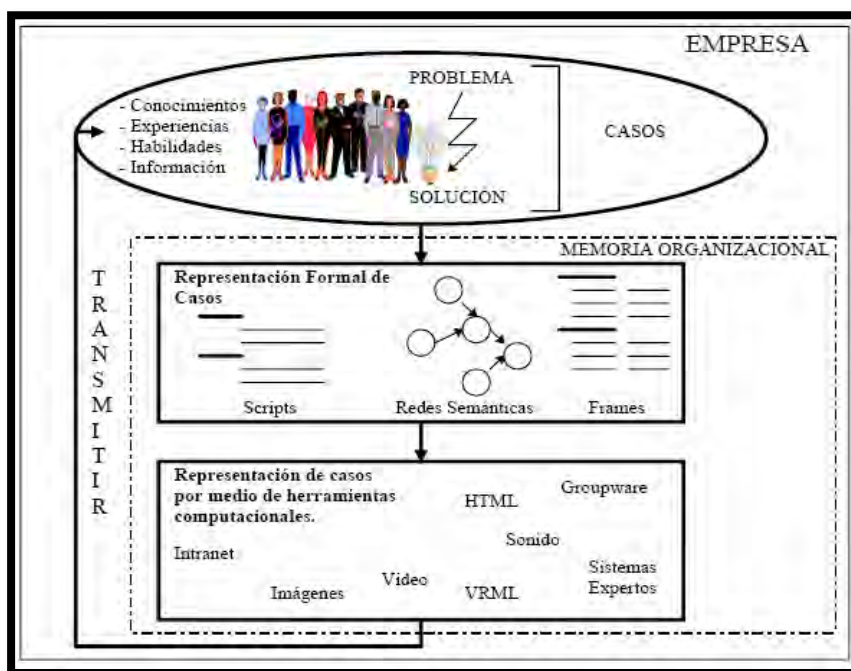 EMPRESA
PROBLEMA
- Conocimientos
- Experiencias
- Habilidades
- Información
CASOS
SOLUCIÓN
MEMORIA ORGANIZACIONAL
TRANSMITIR
Representación Formal de
Casos
Scripts
Redes Semánticas
Frames
Representación de casos
por medio de herramientas
computacionales.
Groupware
HTML
Sonido
Intranet
Video
Sistemas
Expertos
Imágenes
VRML